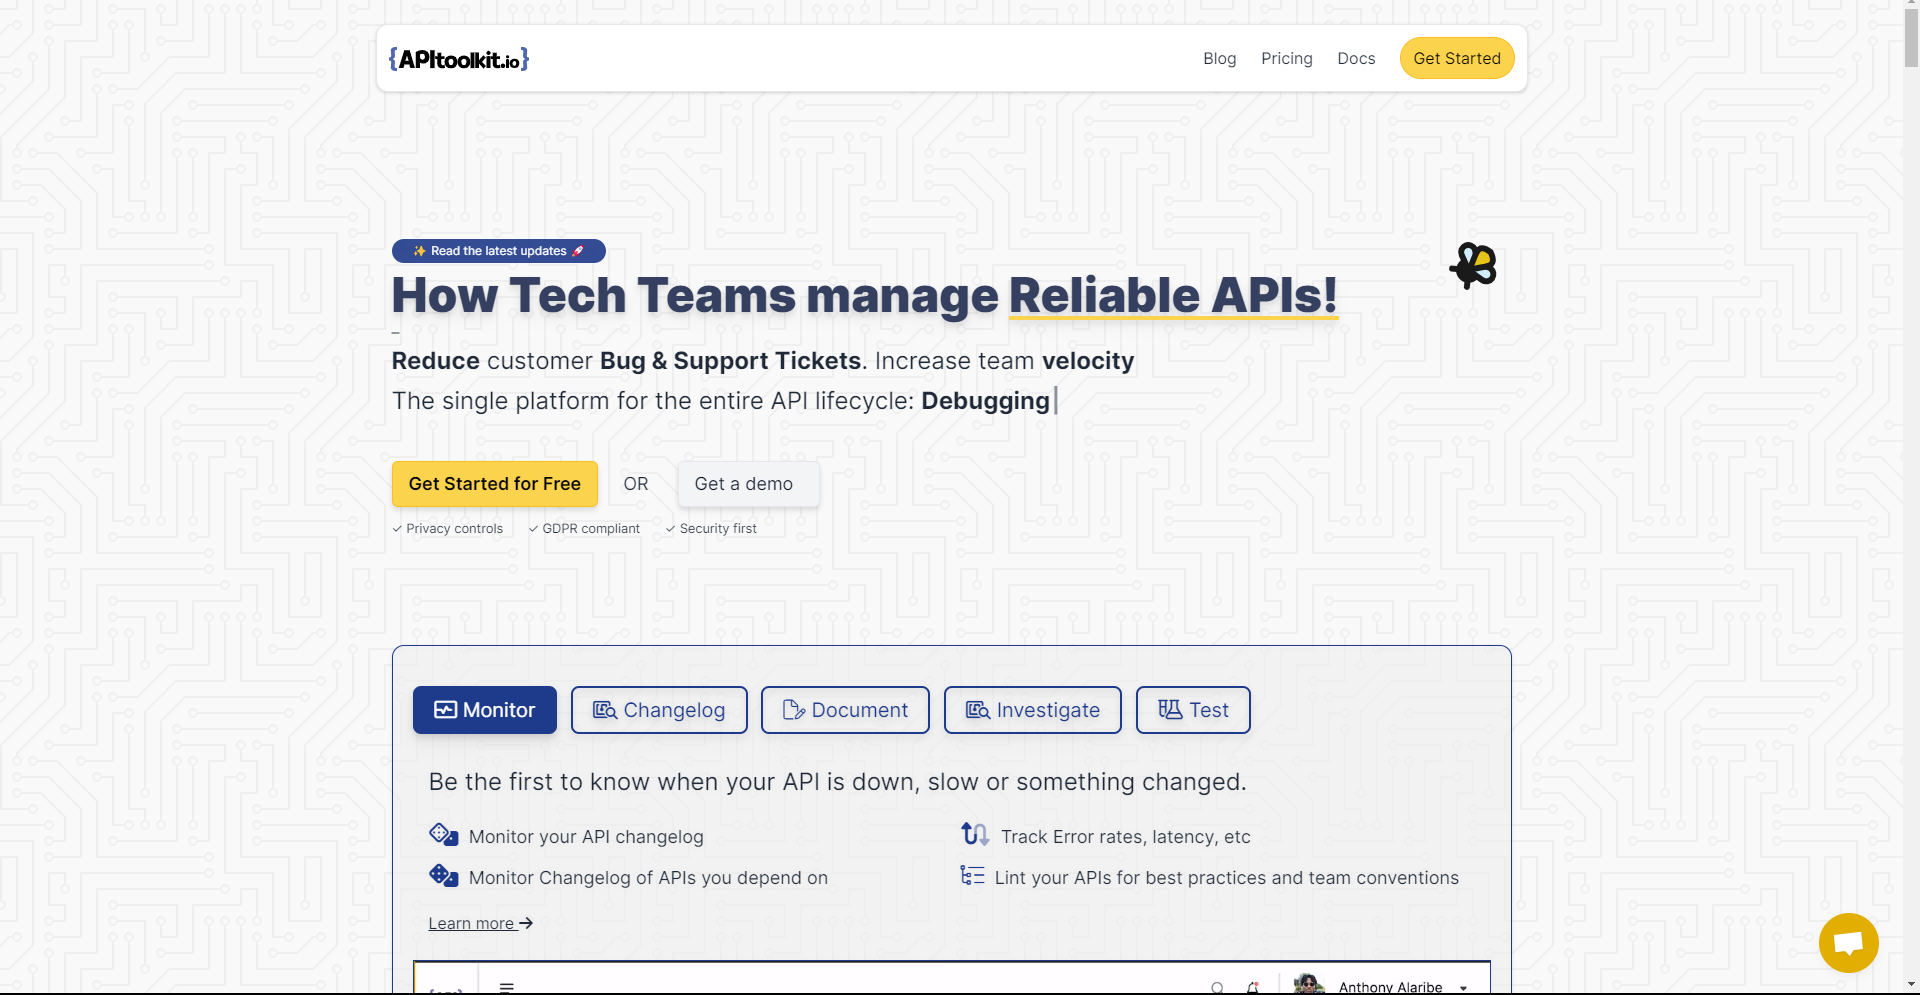 {APItoolkit.io}
Blog Pricing Docs Get Started
✨ Read the latest updates 🚀
How Tech Teams manage Reliable APIs!
–
Reduce customer Bug & Support Tickets. Increase team velocity
The single platform for the entire API lifecycle: Debugging|
Get Started for Free OR Get a demo
✓ Privacy controls ✓ GDPR compliant ✓ Security first
Monitor Changelog Document Investigate Test
Be the first to know when your API is down, slow or something changed.
Monitor your API changelog Track Error rates, latency, etc
Monitor Changelog of APIs you depend on Lint your APIs for best practices and team conventions
Learn more →
Anthony Alaribe